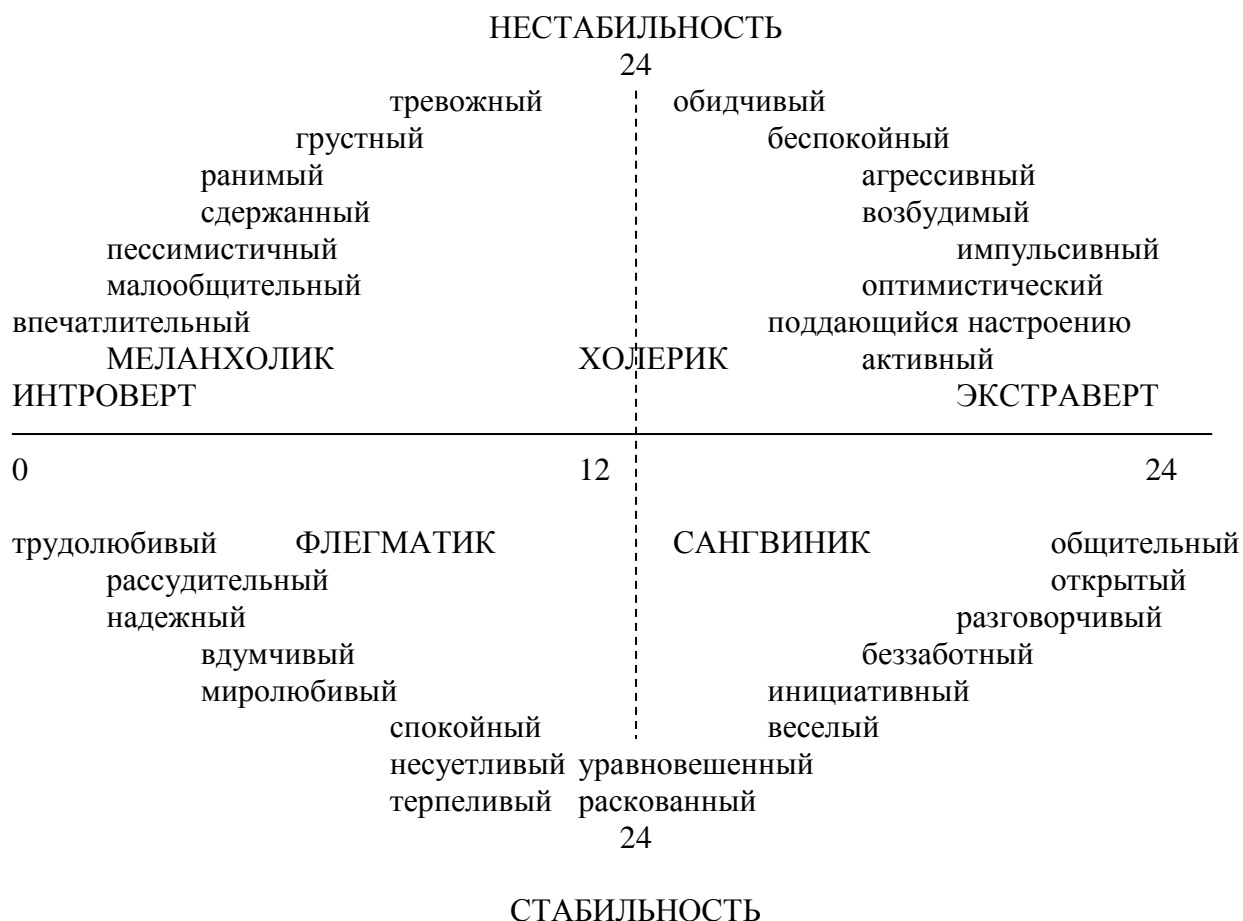 НЕСТАБИЛЬНОСТЬ
24
тревожный обидчивый
грустный беспокойный
ранимый агрессивный
сдержанный возбудимый
пессимистичный импульсивный
малообщительный оптимистический
впечатлительный поддающийся настроению
МЕЛАНХОЛИК ХОЛЕРИК активный
ИНТРОВЕРТ ЭКСТРАВЕРТ
0 12 24
трудолюбивый ФЛЕГМАТИК САНГВИНИК общительный
рассудительный открытый
надежный разговорчивый
вдумчивый беззаботный
миролюбивый инициативный
спокойный веселый
несуетливый уравновешенный
терпеливый раскованный
24
СТАБИЛЬНОСТЬ